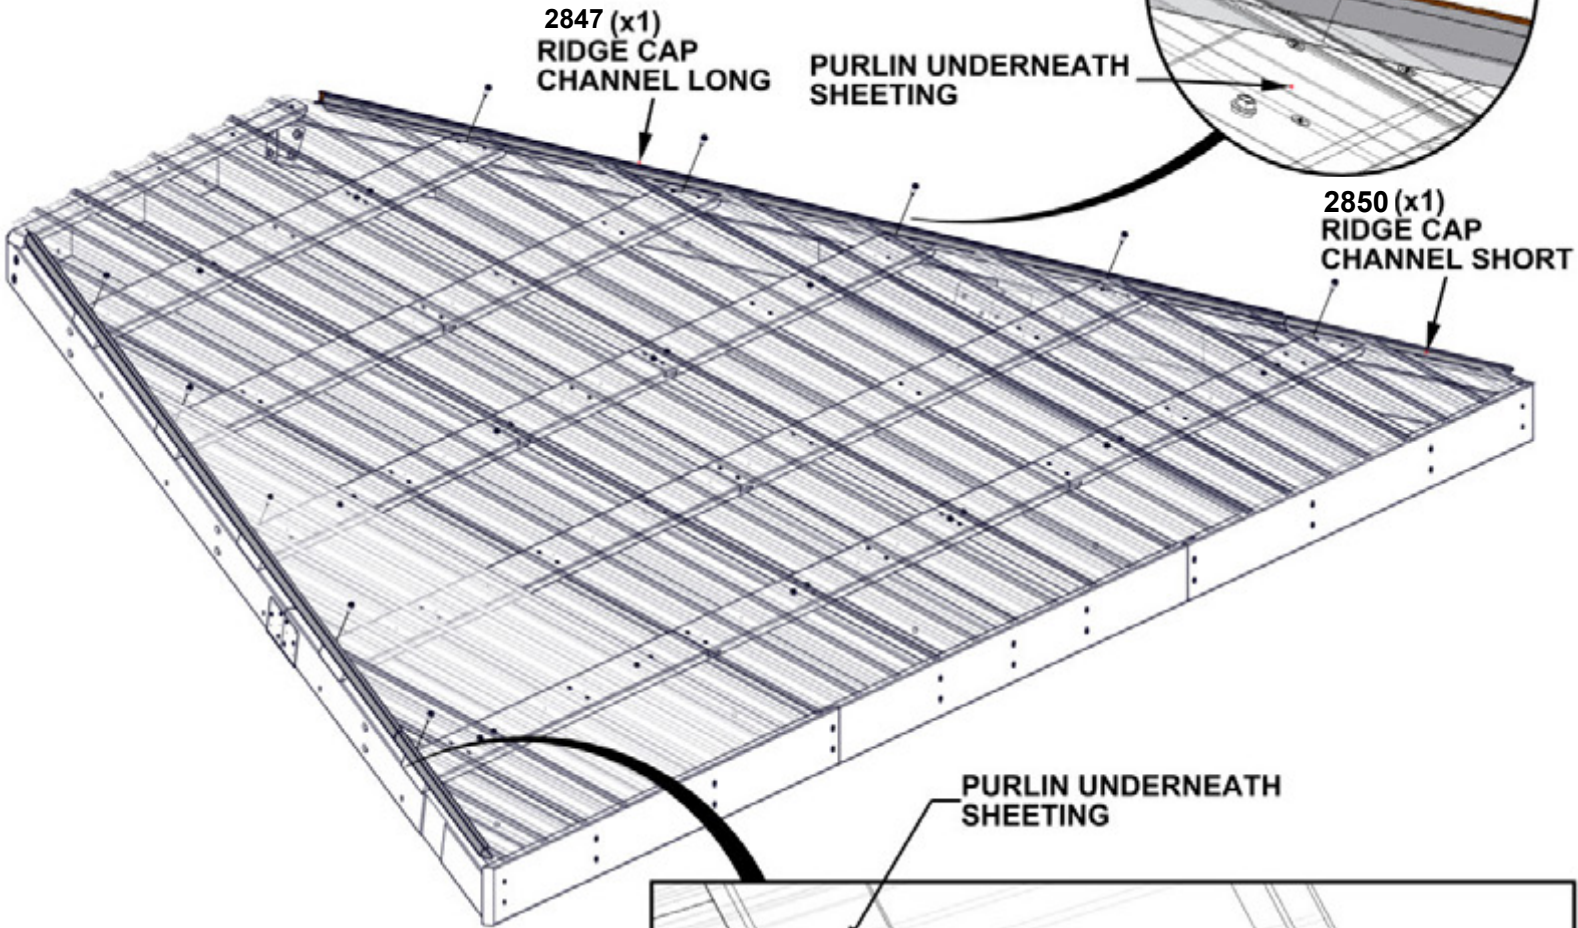 2847 (x1)
RIDGE CAP
CHANNEL LONG
PURLIN UNDERNEATH
SHEETING
2850 (x1)
RIDGE CAP
CHANNEL SHORT
PURLIN UNDERNEATH
SHEETING